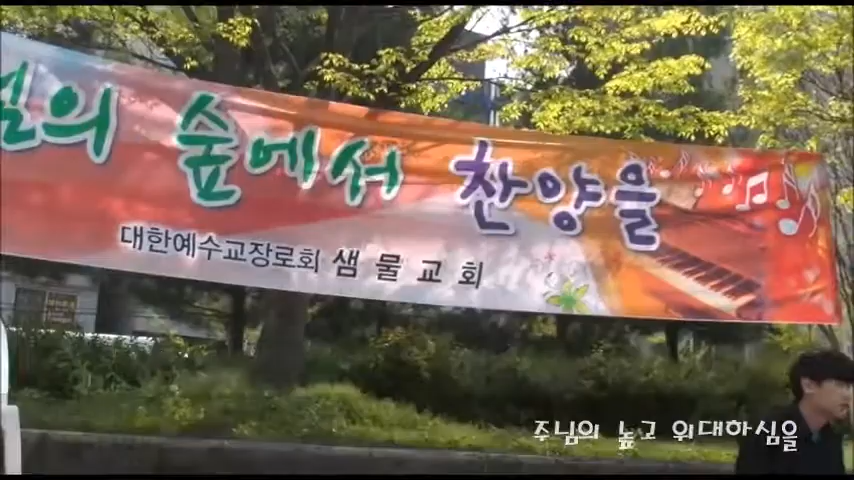 숲에서 찬양을
대한예수교장로회 샘물교회
주님의 높고 위대하심을